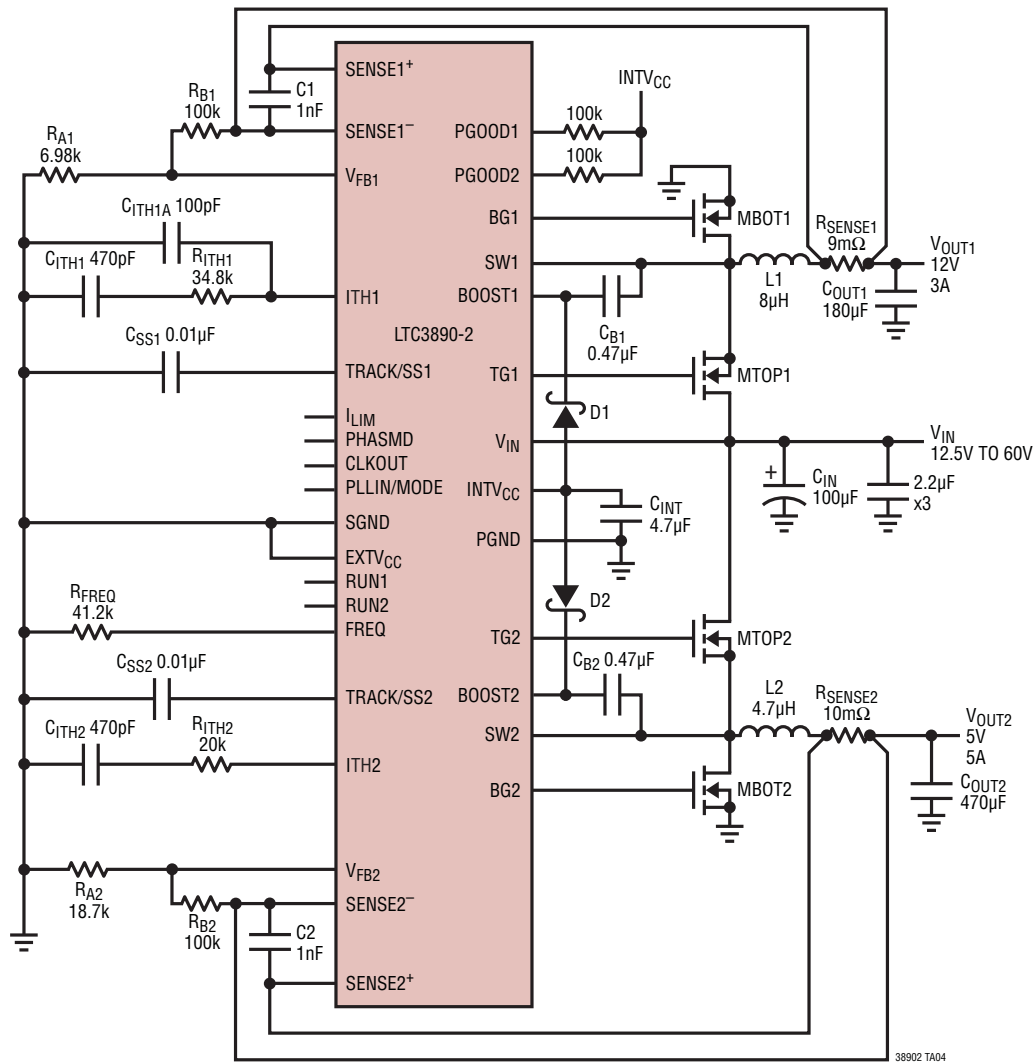 SENSE1+
C1
1nF
RB1
100k
SENSE1–
RA1
6.98k
VFB1
CITH1A 100pF
CITH1 470pF
RITH1
34.8k
ITH1
CSS1 0.01µF
TRACK/SS1
ILIM
PHASMD
CLKOUT
PLLIN/MODE
SGND
EXTVCC
RUN1
RUN2
RFREQ
41.2k
FREQ
CSS2 0.01µF
TRACK/SS2
CITH2 470pF
RITH2
20k
ITH2
VFB2
RA2
18.7k
SENSE2–
RB2
100k
C2
1nF
SENSE2+
LTC3890-2
INTVCC
PGOOD1
100k
100k
PGOOD2
BG1
MBOT1
SW1
L1
8µH
RSENSE1
9mΩ
VOUT1
12V
3A
COUT1
180µF
BOOST1
CB1
0.47µF
TG1
MTOP1
D1
VIN
VIN
12.5V TO 60V
+
CIN
100µF
2.2µF
x3
INTVCC
CINT
4.7µF
PGND
D2
TG2
MTOP2
CB2 0.47µF
BOOST2
SW2
L2
4.7µH
RSENSE2
10mΩ
VOUT2
5V
5A
COUT2
470µF
BG2
MBOT2
38902 TA04